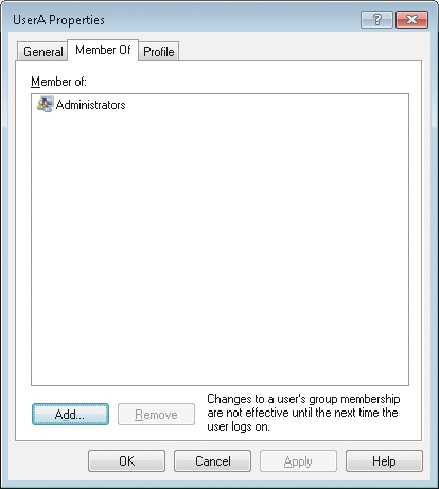 UserA Properties
General Member Of Profile
Member of:
Administrators
Add... Remove
Changes to a user's group membership
are not effective until the next time the
user logs on.
OK Cancel Apply Help